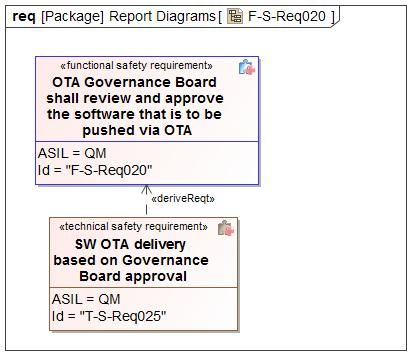 req [Package] Report Diagrams[ F-S-Req020 ]
«functional safety requirement»
OTA Governance Board
shall review and approve
the software that is to be
pushed via OTA
ASIL = QM
Id = "F-S-Req020"
«deriveReqt»
«technical safety requirement»
SW OTA delivery
based on Governance
Board approval
ASIL = QM
Id = "T-S-Req025"